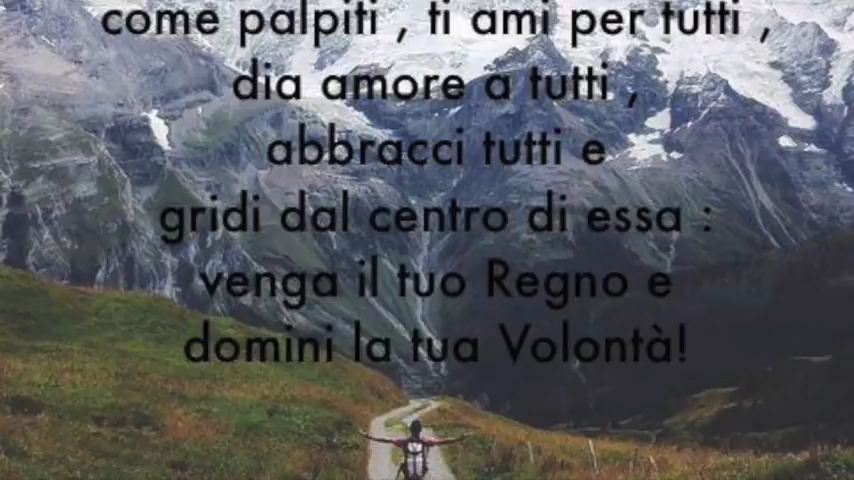 come palpiti , ti ami per tutti ,
dia amore a tutti ,
abbracci tutti e
gridi dal centro di essa :
venga il tuo Regno e
domini la tua Volontà!